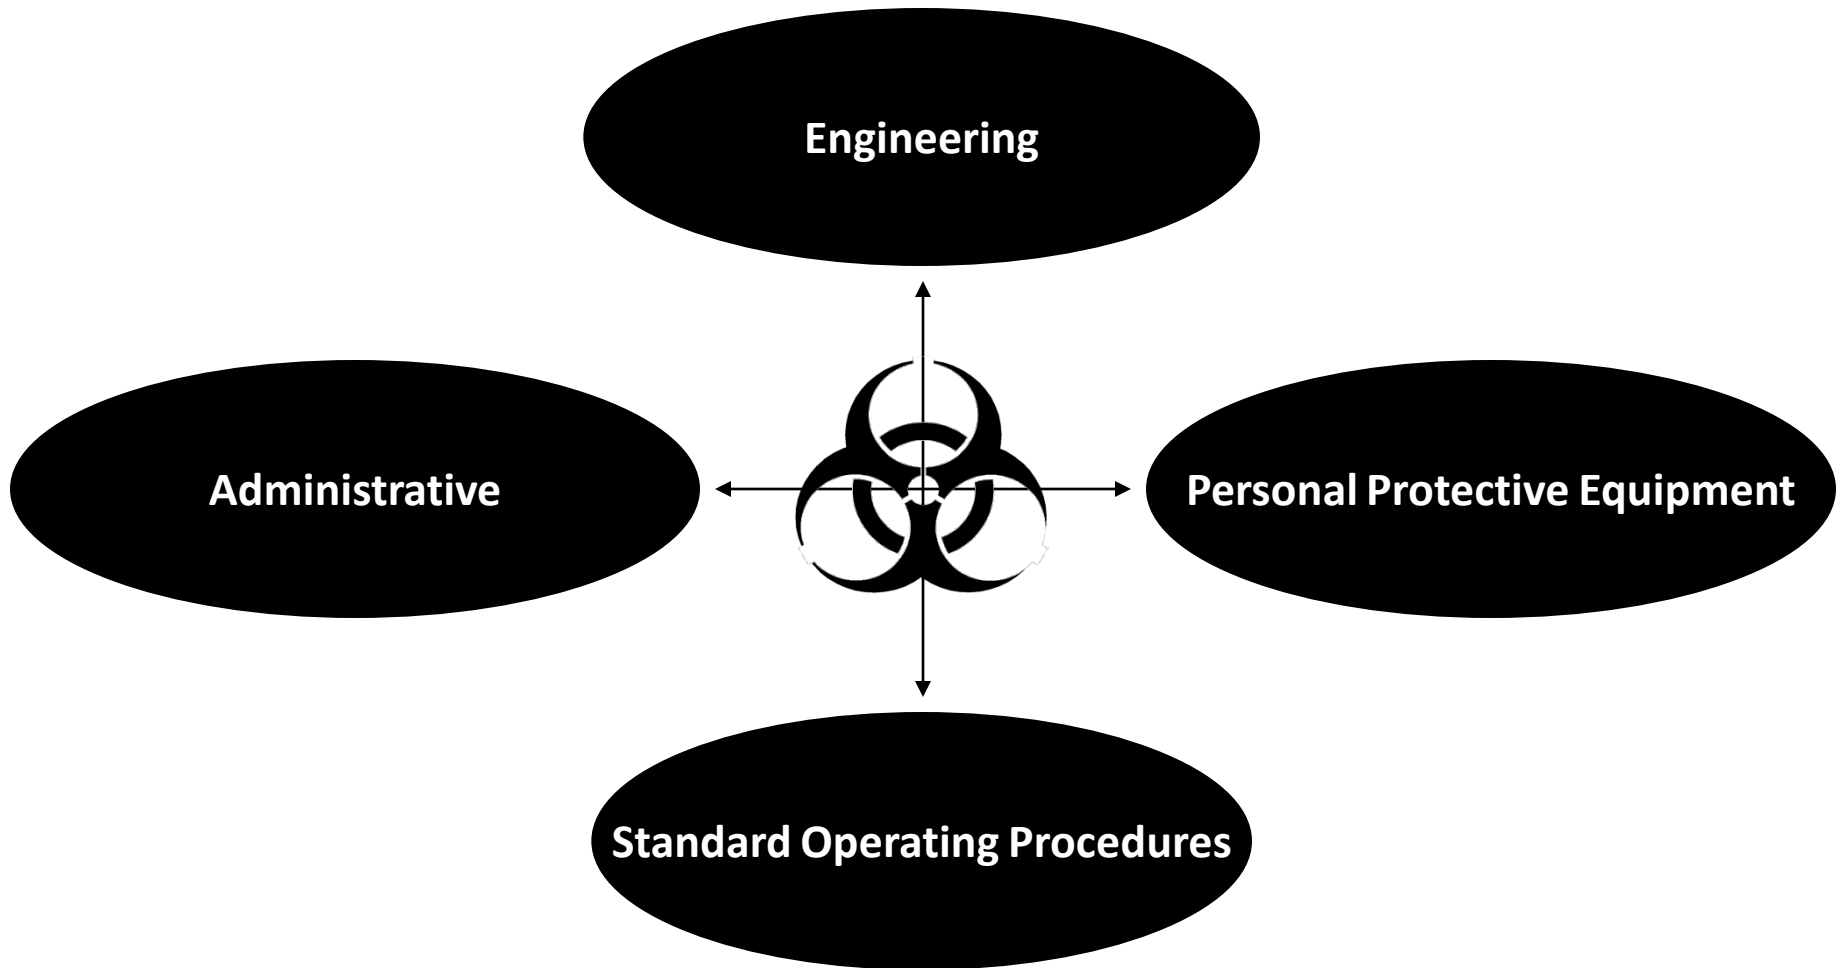 Engineering
Administrative
Personal Protective Equipment
Standard Operating Procedures